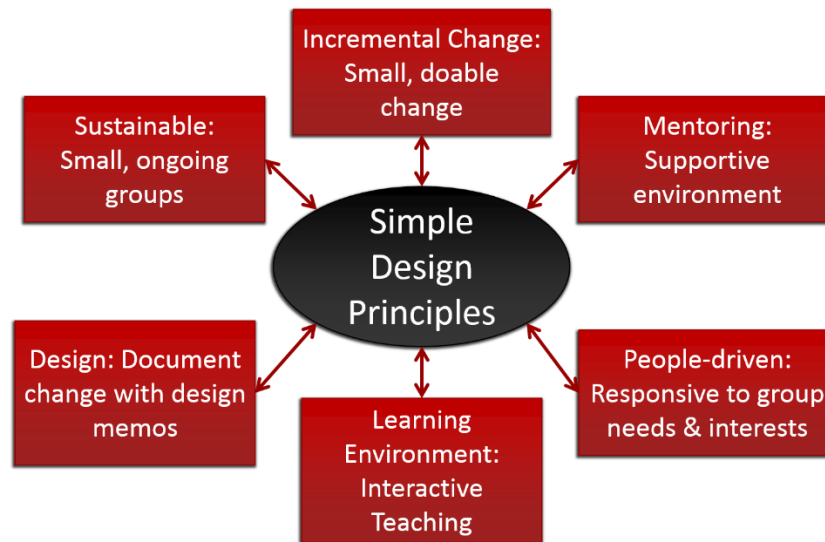 Incremental Change:
Small, doable
change
Sustainable:
Small, ongoing
groups
Mentoring:
Supportive
environment
Simple
Design
Principles
Design: Document
change with design
memos
People-driven:
Responsive to group
needs & interests
Learning
Environment:
Interactive
Teaching